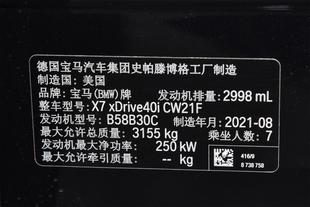 德国宝马汽车集团史帕滕博格工厂制造
制造国: 美国
品牌: 宝马(BMW)牌 发动机排量: 2998 mL
整车型号: X7 xDrive40i CW21F
发动机型号: B58B30C 制造年月: 2021-08
最大允许总质量: 3155 kg 乘坐人数: 7
发动机最大净功率: 250 kW
最大允许牵引质量: - kg
416/9
8 738 758